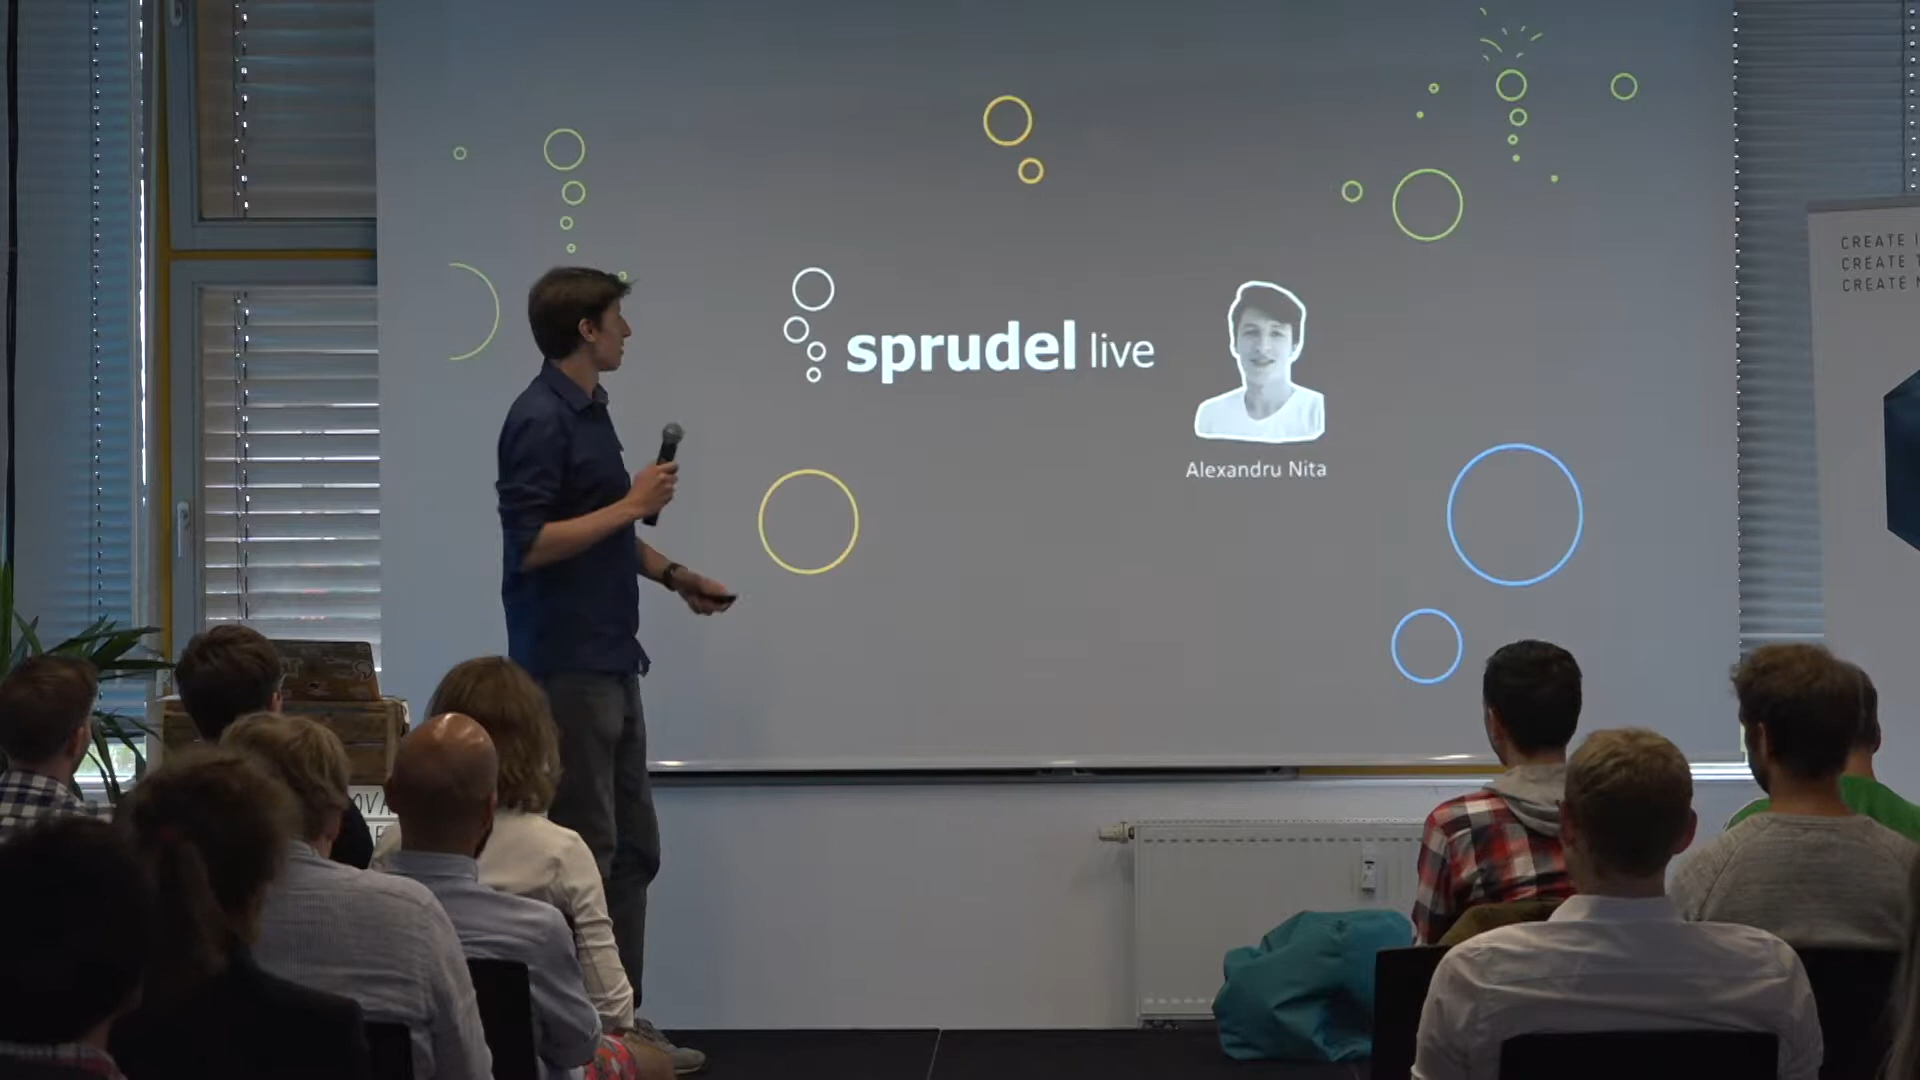 sprudel live
Alexandru Nita
CREATE
CREATE
CREATE